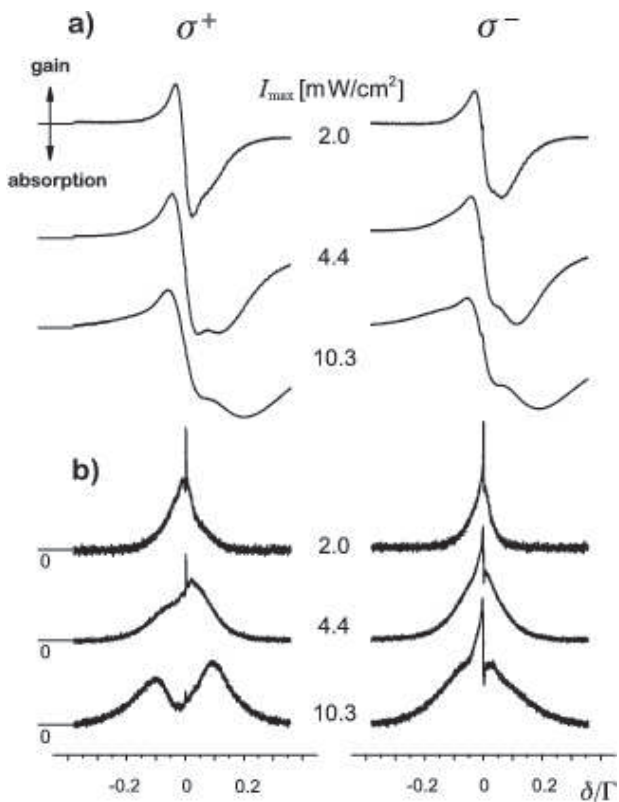 a) σ⁺ σ⁻
gain
I_max [mW/cm²]
2.0
absorption
4.4
10.3
b)
0 2.0
0 4.4
0 10.3
-0.2 0 0.2 -0.2 0 0.2 δ/Γ